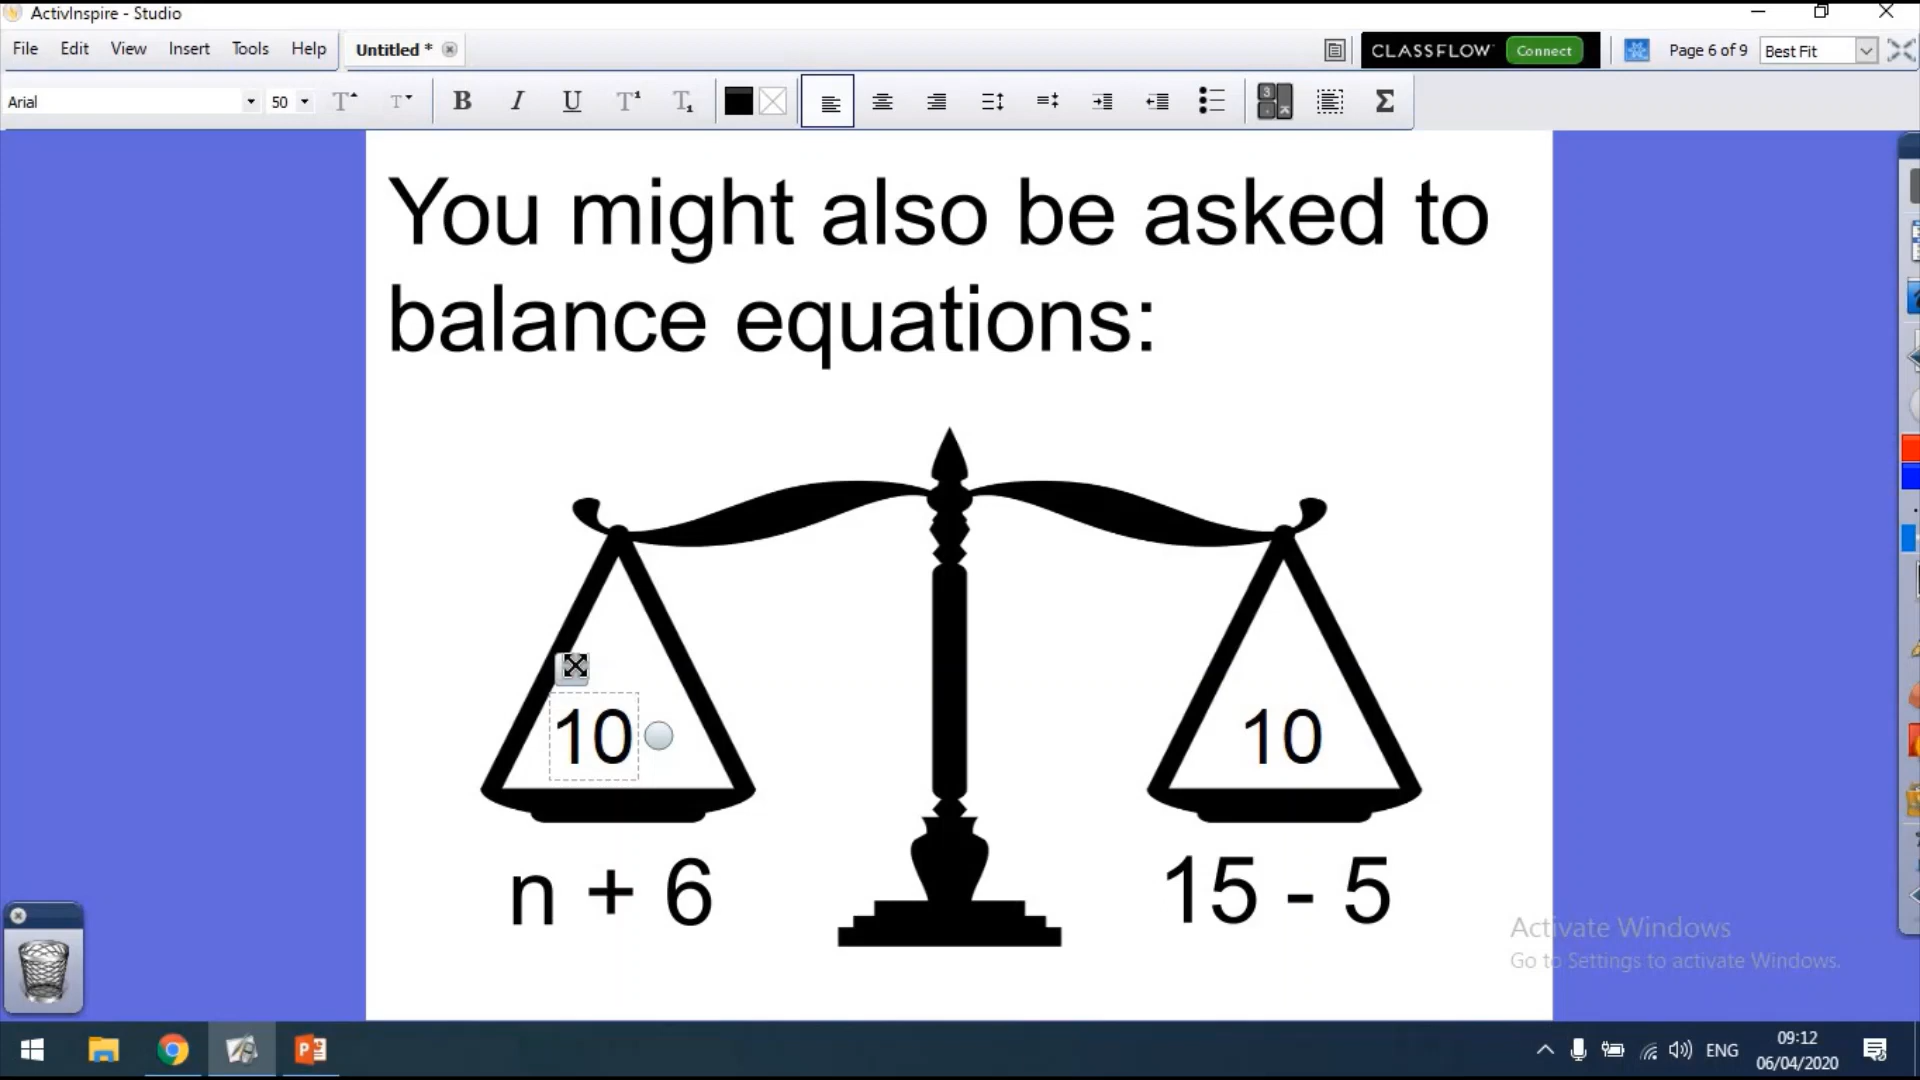 ActivInspire - Studio
File Edit View Insert Tools Help Untitled * CLASSFLOW Connect Page 6 of 9 Best Fit
Arial 50 B I U
You might also be asked to
balance equations:
10 10
n + 6 15 - 5
Activate Windows
Go to Settings to activate Windows.
ENG 09:12
06/04/2020